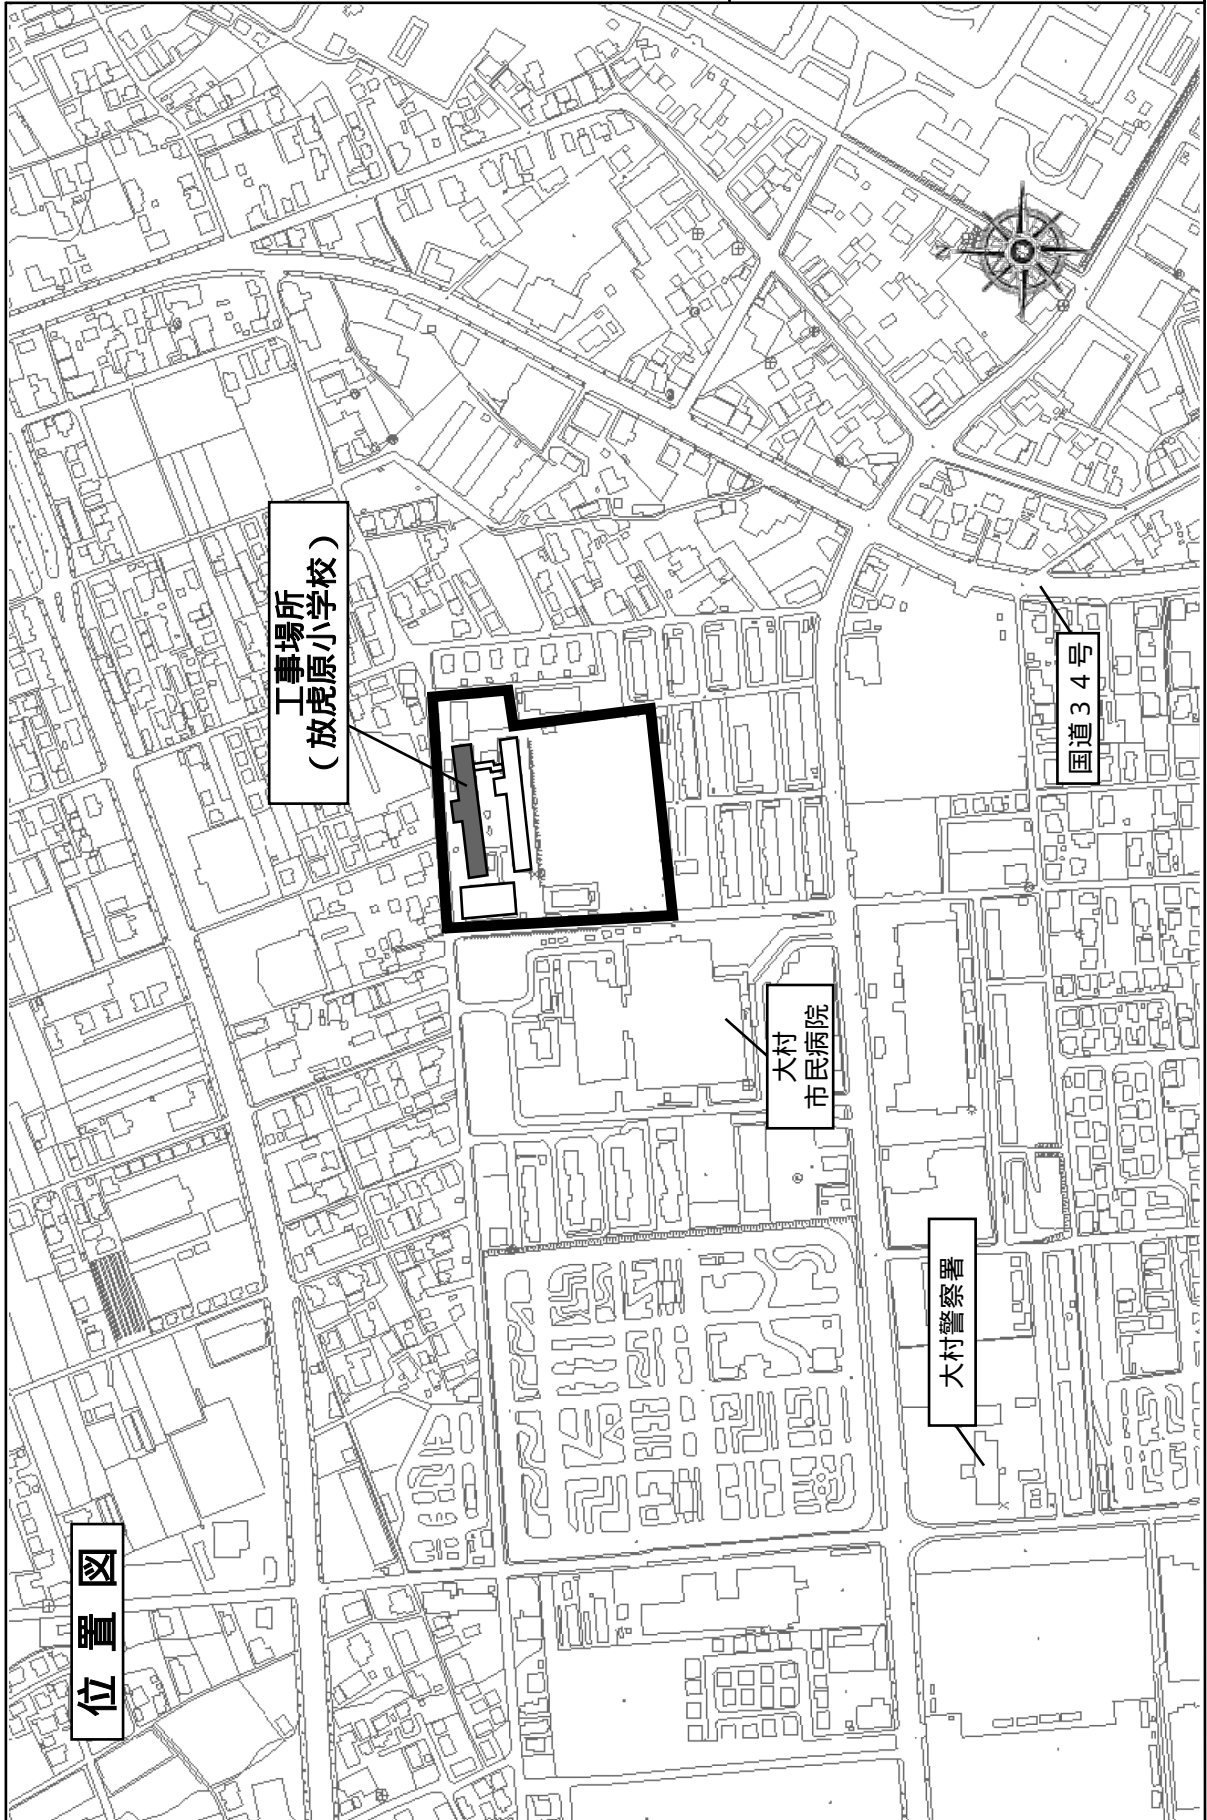 位置図
工事場所
(放虎原小学校)
国道34号
大村
市民病院
大村警察署